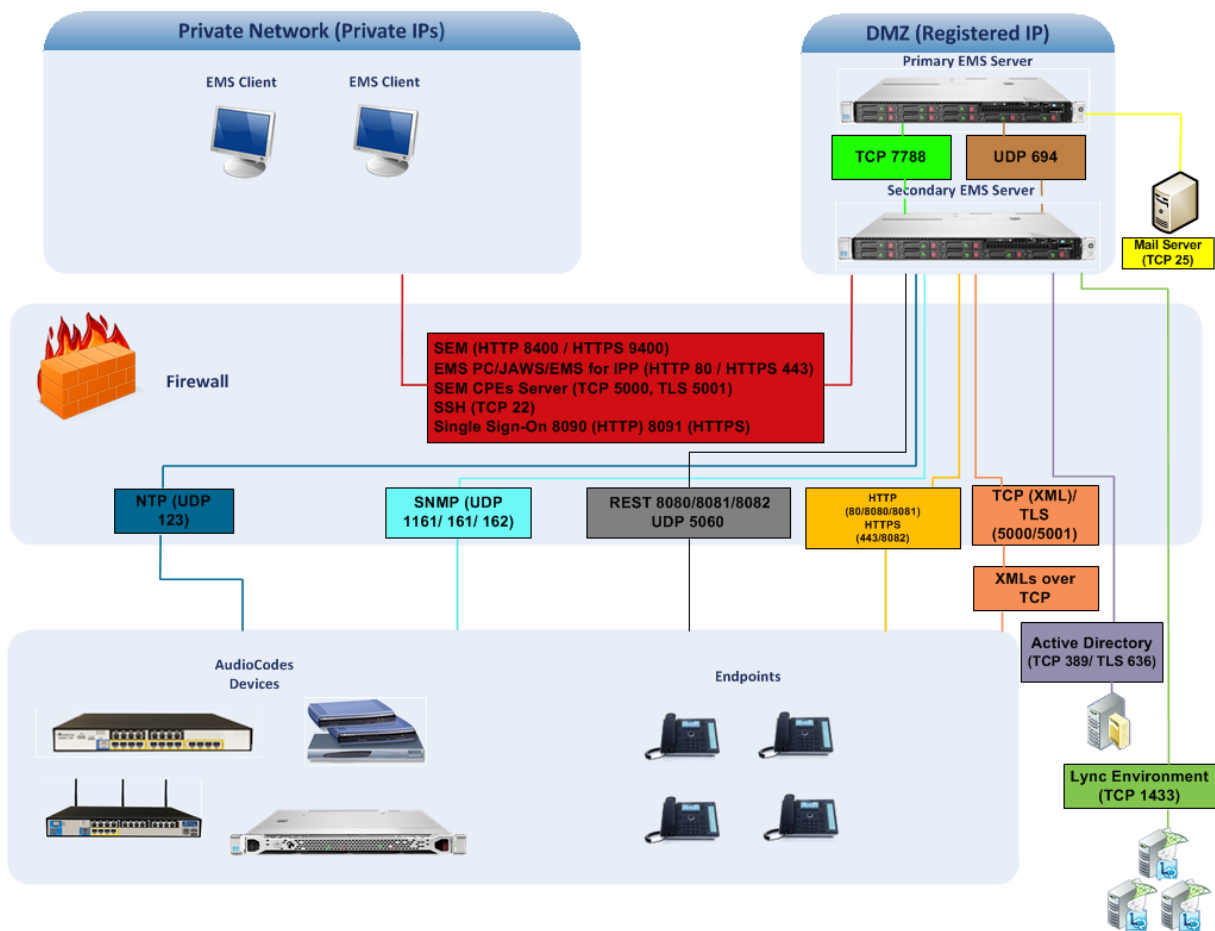 Private Network (Private IPs)
DMZ (Registered IP)
Primary EMS Server
EMS Client
EMS Client
TCP 7788
UDP 694
Secondary EMS Server
Mail Server
(TCP 25)
Firewall
SEM (HTTP 8400 / HTTPS 9400)
EMS PC/JAWS/EMS for IPP (HTTP 80 / HTTPS 443)
SEM CPEs Server (TCP 5000, TLS 5001)
SSH (TCP 22)
Single Sign-On 8090 (HTTP) 8091 (HTTPS)
NTP (UDP
123)
SNMP (UDP
1161/ 161/ 162)
REST 8080/8081/8082
UDP 5060
HTTP
(80/8080/8081)
HTTPS
(443/8082)
TCP (XML)/
TLS
(5000/5001)
XMLs over
TCP
Active Directory
(TCP 389/ TLS 636)
AudioCodes
Devices
Endpoints
Lync Environment
(TCP 1433)